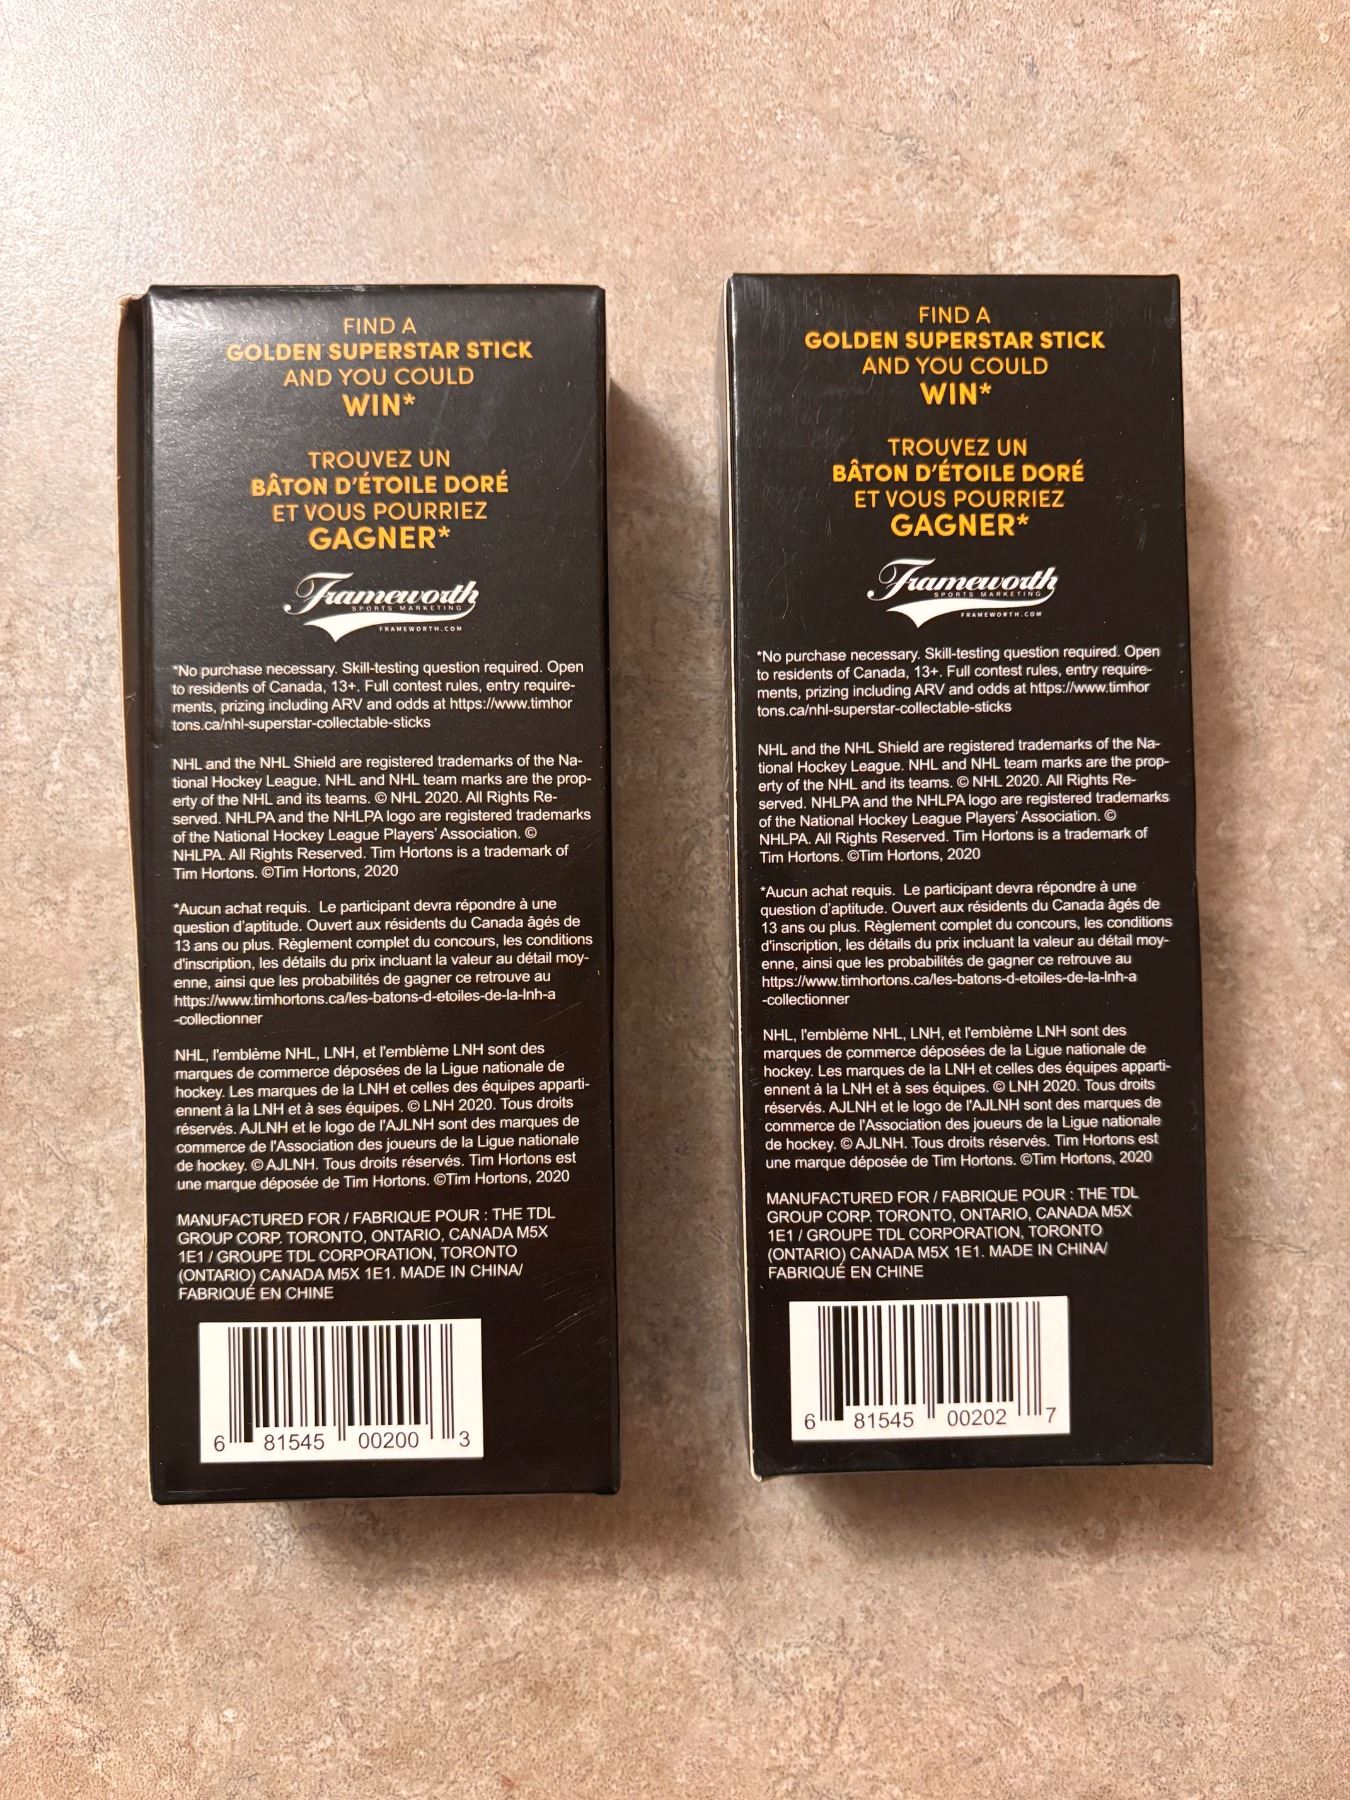 FIND A
GOLDEN SUPERSTAR STICK
AND YOU COULD
WIN*
TROUVEZ UN
BÂTON D'ÉTOILE DORÉ
ET VOUS POURRIEZ
GAGNER*
Frameworth
SPORTS MARKETING
FRAMEWORTH.COM
*No purchase necessary. Skill-testing question required. Open
to residents of Canada, 13+. Full contest rules, entry require-
ments, prizing including ARV and odds at https://www.timhor
tons.ca/nhl-superstar-collectable-sticks
NHL and the NHL Shield are registered trademarks of the Na-
tional Hockey League. NHL and NHL team marks are the prop-
erty of the NHL and its teams. © NHL 2020. All Rights Re-
served. NHLPA and the NHLPA logo are registered trademarks
of the National Hockey League Players' Association. ©
NHLPA. All Rights Reserved. Tim Hortons is a trademark of
Tim Hortons. ©Tim Hortons, 2020
*Aucun achat requis.  Le participant devra répondre à une
question d'aptitude. Ouvert aux résidents du Canada âgés de
13 ans ou plus. Règlement complet du concours, les conditions
d'inscription, les détails du prix incluant la valeur au détail moy-
enne, ainsi que les probabilités de gagner ce retrouve au
https://www.timhortons.ca/les-batons-d-etoiles-de-la-lnh-a
-collectionner
NHL, l'emblème NHL, LNH, et l'emblème LNH sont des
marques de commerce déposées de la Ligue nationale de
hockey. Les marques de la LNH et celles des équipes apparti-
ennent à la LNH et à ses équipes. © LNH 2020. Tous droits
réservés. AJLNH et le logo de l'AJLNH sont des marques de
commerce de l'Association des joueurs de la Ligue nationale
de hockey. © AJLNH. Tous droits réservés. Tim Hortons est
une marque déposée de Tim Hortons. ©Tim Hortons, 2020
MANUFACTURED FOR / FABRIQUE POUR : THE TDL
GROUP CORP. TORONTO, ONTARIO, CANADA M5X
1E1 / GROUPE TDL CORPORATION, TORONTO
(ONTARIO) CANADA M5X 1E1. MADE IN CHINA/
FABRIQUÉ EN CHINE
6 81545 00200 3
FIND A
GOLDEN SUPERSTAR STICK
AND YOU COULD
WIN*
TROUVEZ UN
BÂTON D'ÉTOILE DORÉ
ET VOUS POURRIEZ
GAGNER*
Frameworth
SPORTS MARKETING
FRAMEWORTH.COM
*No purchase necessary. Skill-testing question required. Open
to residents of Canada, 13+. Full contest rules, entry require-
ments, prizing including ARV and odds at https://www.timhor
tons.ca/nhl-superstar-collectable-sticks
NHL and the NHL Shield are registered trademarks of the Na-
tional Hockey League. NHL and NHL team marks are the prop-
erty of the NHL and its teams. © NHL 2020. All Rights Re-
served. NHLPA and the NHLPA logo are registered trademarks
of the National Hockey League Players' Association. ©
NHLPA. All Rights Reserved. Tim Hortons is a trademark of
Tim Hortons. ©Tim Hortons, 2020
*Aucun achat requis.  Le participant devra répondre à une
question d'aptitude. Ouvert aux résidents du Canada âgés de
13 ans ou plus. Règlement complet du concours, les conditions
d'inscription, les détails du prix incluant la valeur au détail moy-
enne, ainsi que les probabilités de gagner ce retrouve au
https://www.timhortons.ca/les-batons-d-etoiles-de-la-lnh-a
-collectionner
NHL, l'emblème NHL, LNH, et l'emblème LNH sont des
marques de commerce déposées de la Ligue nationale de
hockey. Les marques de la LNH et celles des équipes apparti-
ennent à la LNH et à ses équipes. © LNH 2020. Tous droits
réservés. AJLNH et le logo de l'AJLNH sont des marques de
commerce de l'Association des joueurs de la Ligue nationale
de hockey. © AJLNH. Tous droits réservés. Tim Hortons est
une marque déposée de Tim Hortons. ©Tim Hortons, 2020
MANUFACTURED FOR / FABRIQUE POUR : THE TDL
GROUP CORP. TORONTO, ONTARIO, CANADA M5X
1E1 / GROUPE TDL CORPORATION, TORONTO
(ONTARIO) CANADA M5X 1E1. MADE IN CHINA/
FABRIQUÉ EN CHINE
6 81545 00202 7